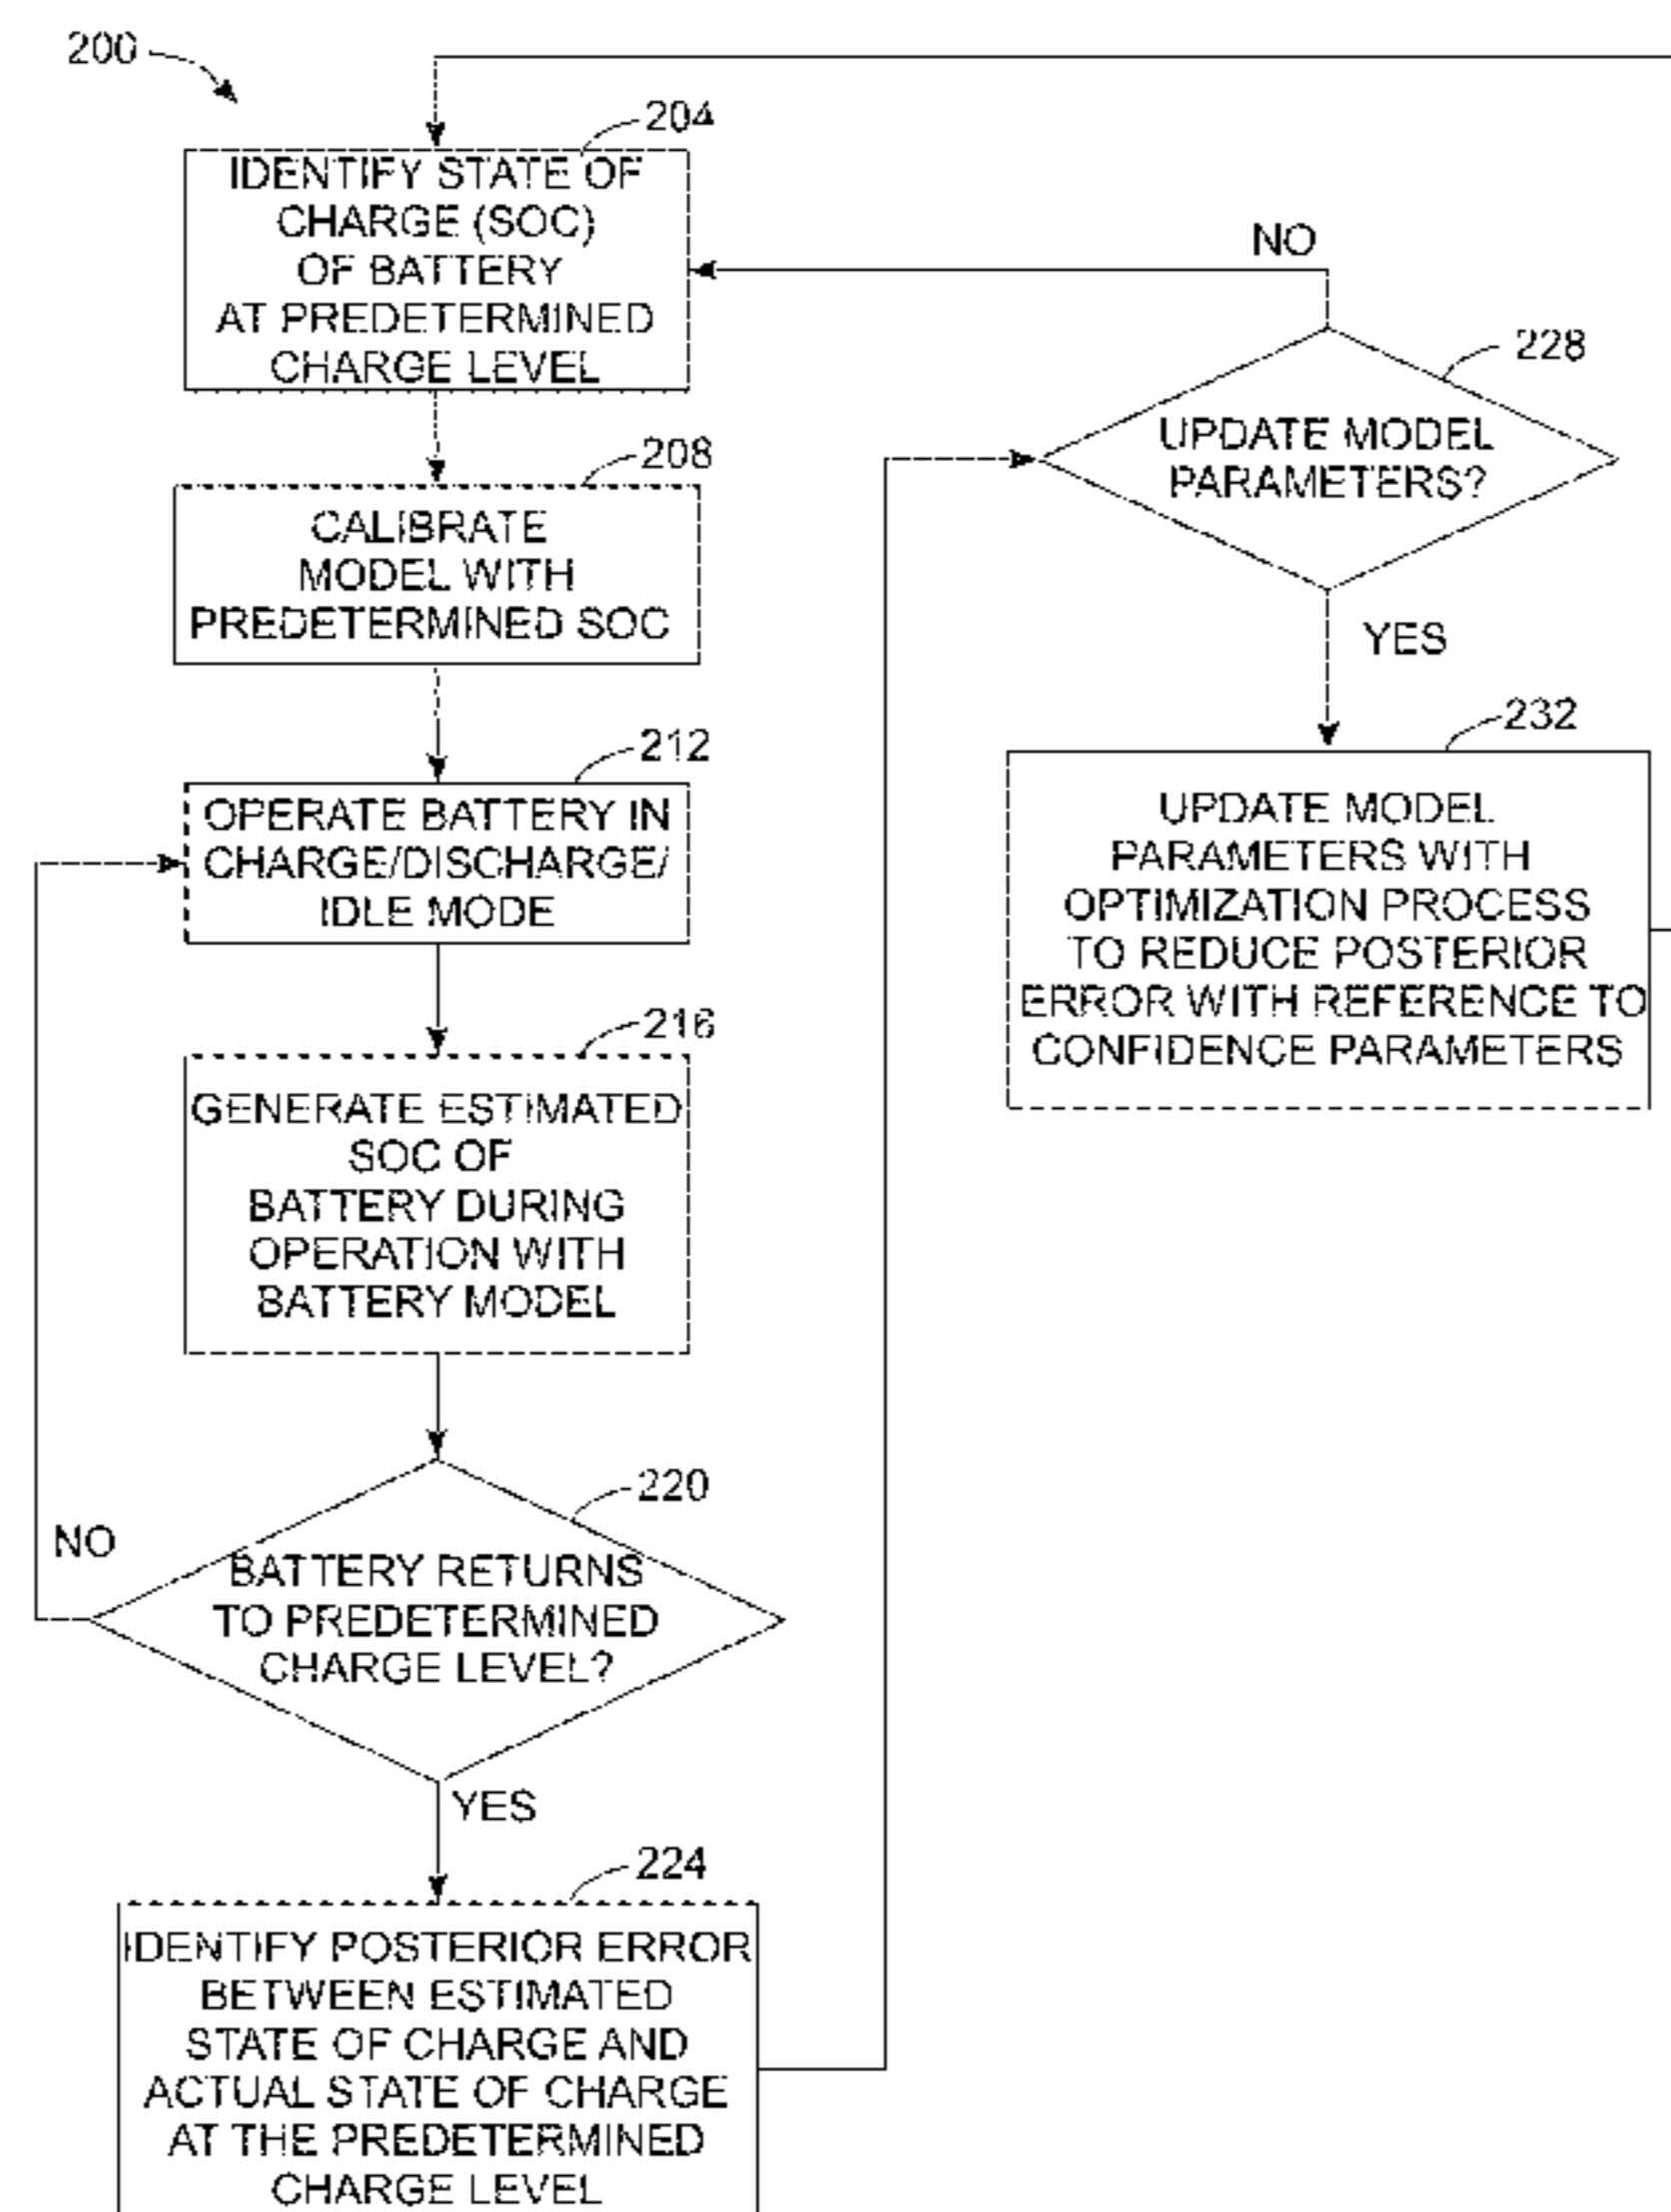 200
204
IDENTIFY STATE OF
CHARGE (SOC)
OF BATTERY
AT PREDETERMINED
CHARGE LEVEL
208
CALIBRATE
MODEL WITH
PREDETERMINED SOC
212
OPERATE BATTERY IN
CHARGE/DISCHARGE/
IDLE MODE
216
GENERATE ESTIMATED
SOC OF
BATTERY DURING
OPERATION WITH
BATTERY MODEL
220
NO
BATTERY RETURNS
TO PREDETERMINED
CHARGE LEVEL?
YES
224
IDENTIFY POSTERIOR ERROR
BETWEEN ESTIMATED
STATE OF CHARGE AND
ACTUAL STATE OF CHARGE
AT THE PREDETERMINED
CHARGE LEVEL
NO
228
UPDATE MODEL
PARAMETERS?
YES
232
UPDATE MODEL
PARAMETERS WITH
OPTIMIZATION PROCESS
TO REDUCE POSTERIOR
ERROR WITH REFERENCE TO
CONFIDENCE PARAMETERS